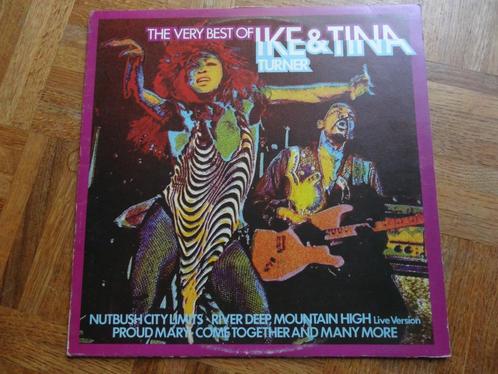 THE VERY BEST OF IKE & TINA
TURNER
NUTBUSH CITY LIMITS · RIVER DEEP, MOUNTAIN HIGH Live Version
PROUD MARY · COME TOGETHER AND MANY MORE